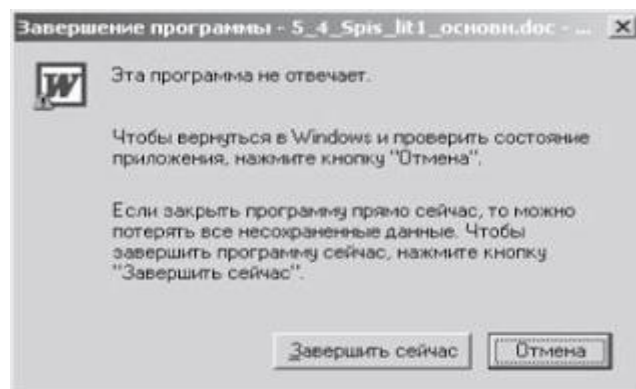 Завершение программы - 5_4_Spis_lit1_основн.doc - ...
Эта программа не отвечает.
Чтобы вернуться в Windows и проверить состояние
приложения, нажмите кнопку "Отмена".
Если закрыть программу прямо сейчас, то можно
потерять все несохраненные данные. Чтобы
завершить программу сейчас, нажмите кнопку
"Завершить сейчас".
Завершить сейчас Отмена